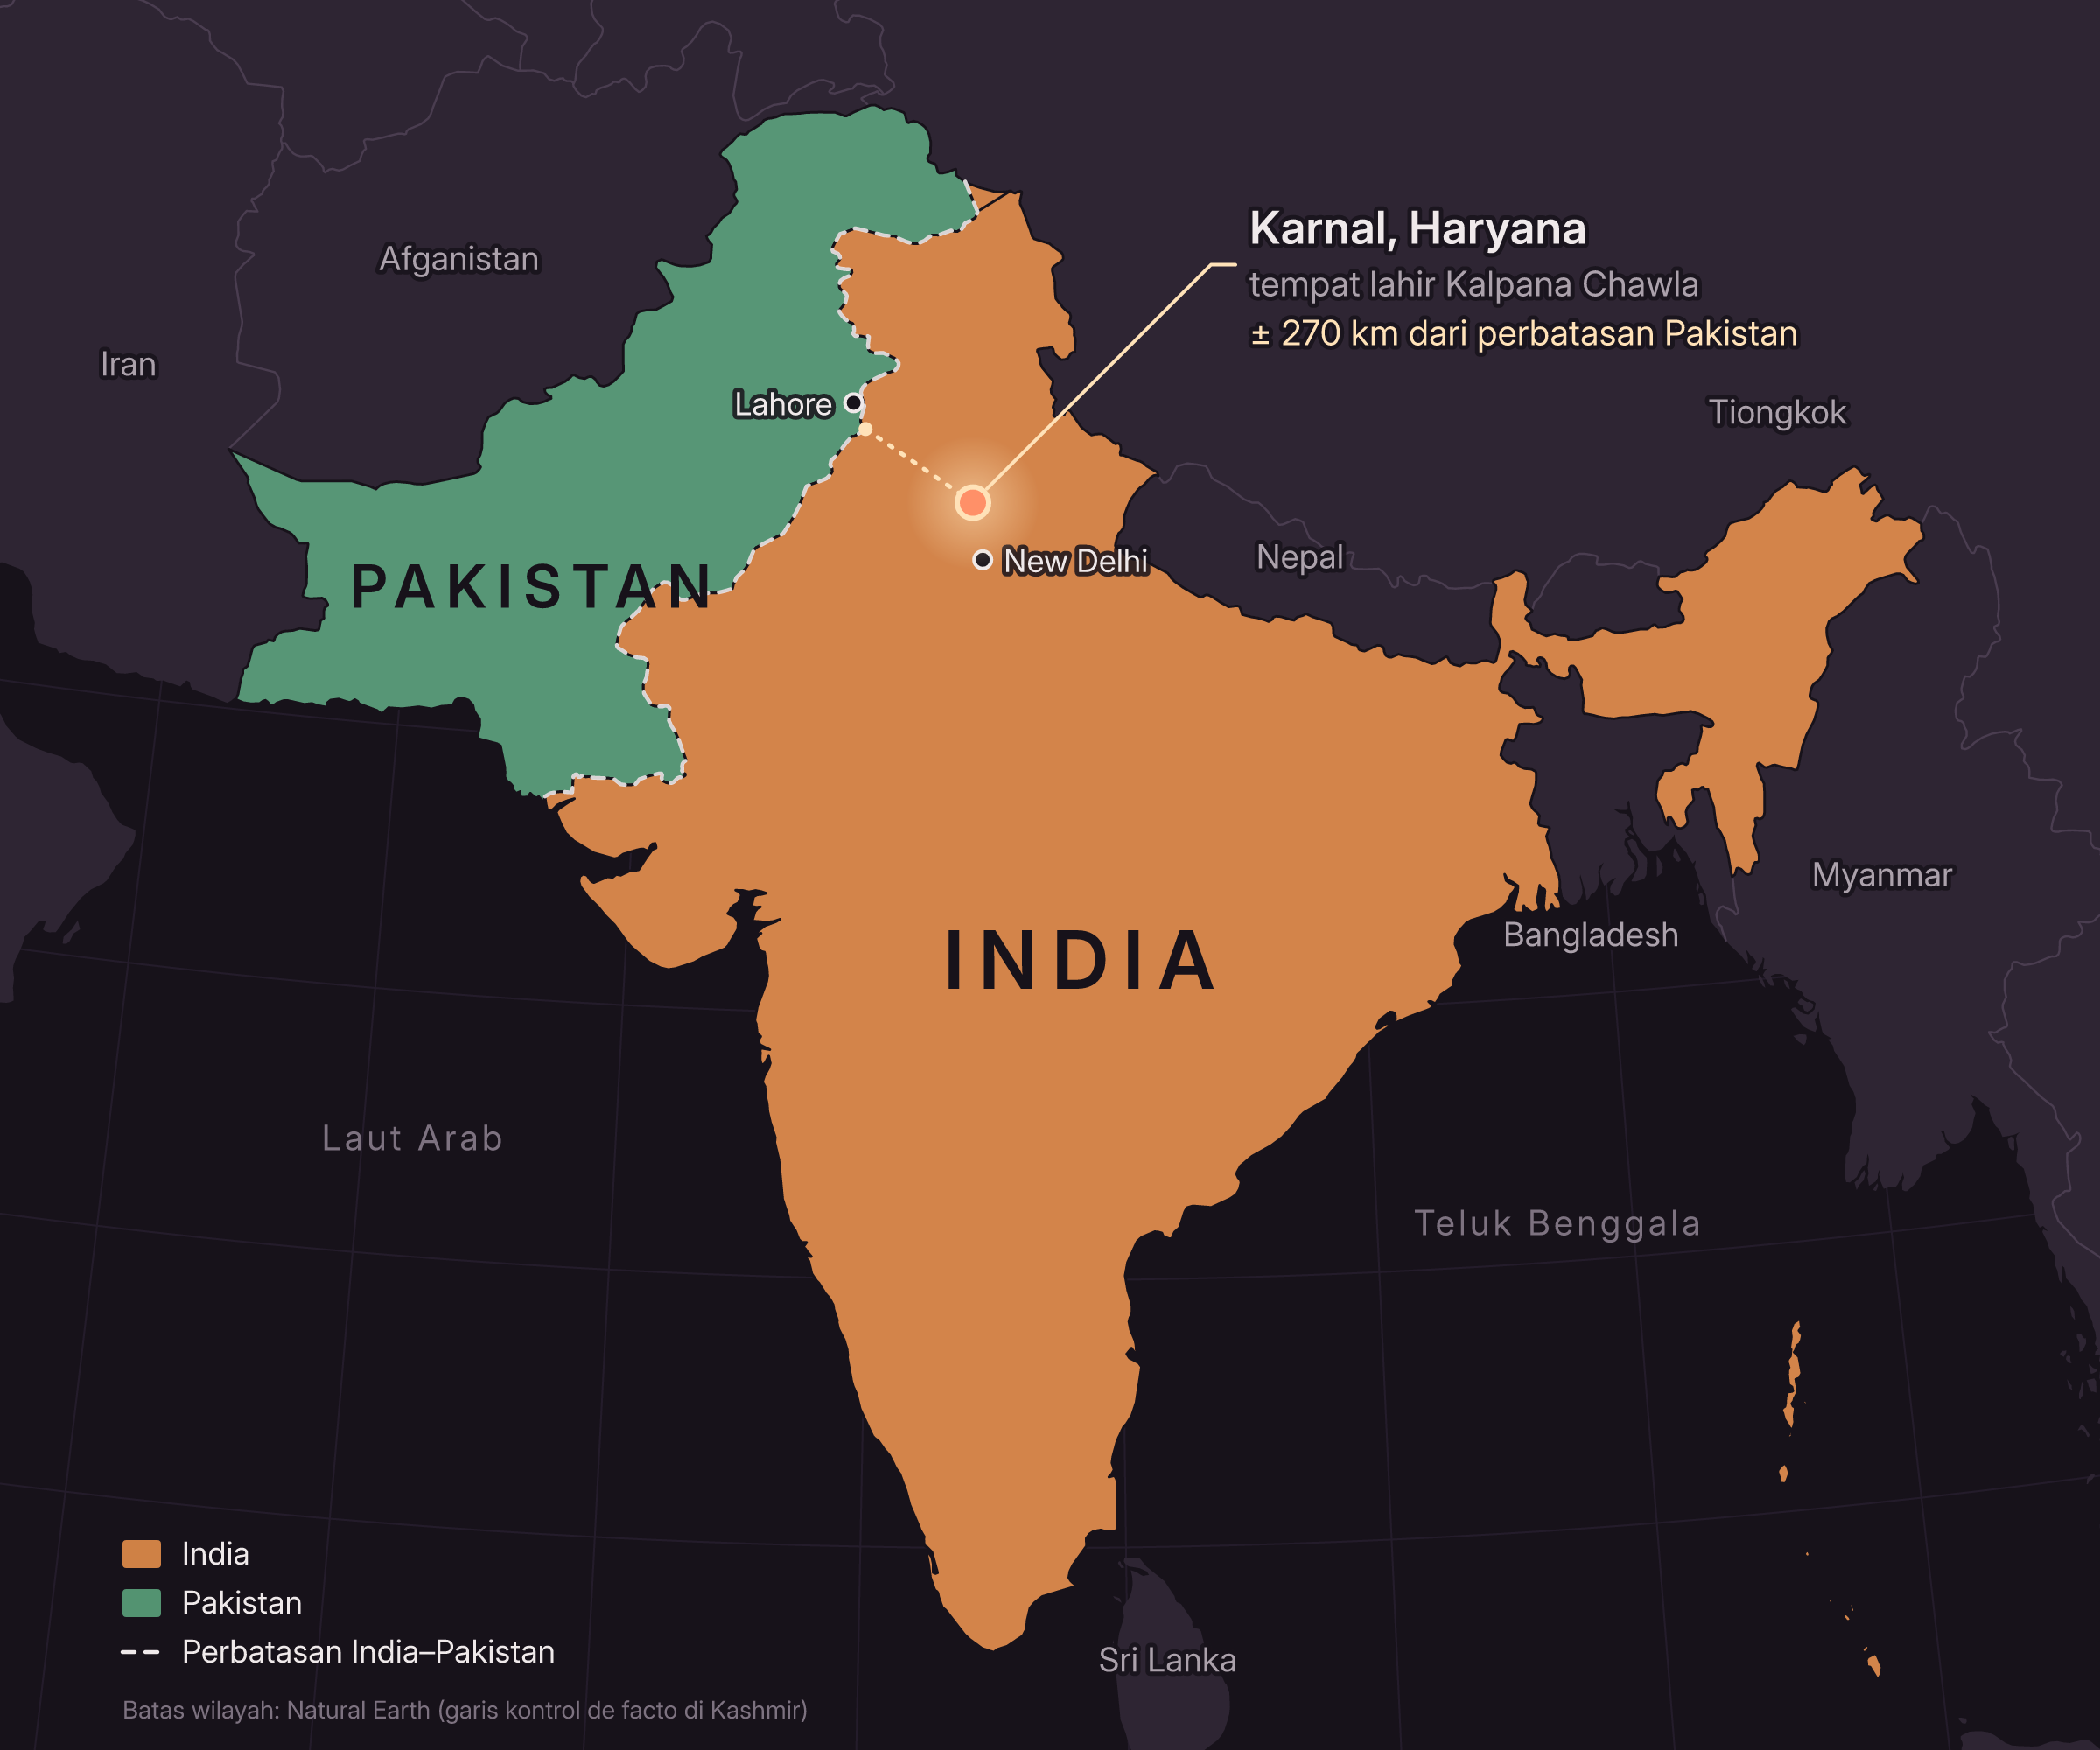 Karnal, Haryana
tempat lahir Kalpana Chawla
± 270 km dari perbatasan Pakistan
Afganistan
Iran
Lahore
Tiongkok
PAKISTAN
New Delhi
Nepal
INDIA
Bangladesh
Myanmar
Laut Arab
Teluk Benggala
Sri Lanka
India
Pakistan
Perbatasan India–Pakistan
Batas wilayah: Natural Earth (garis kontrol de facto di Kashmir)